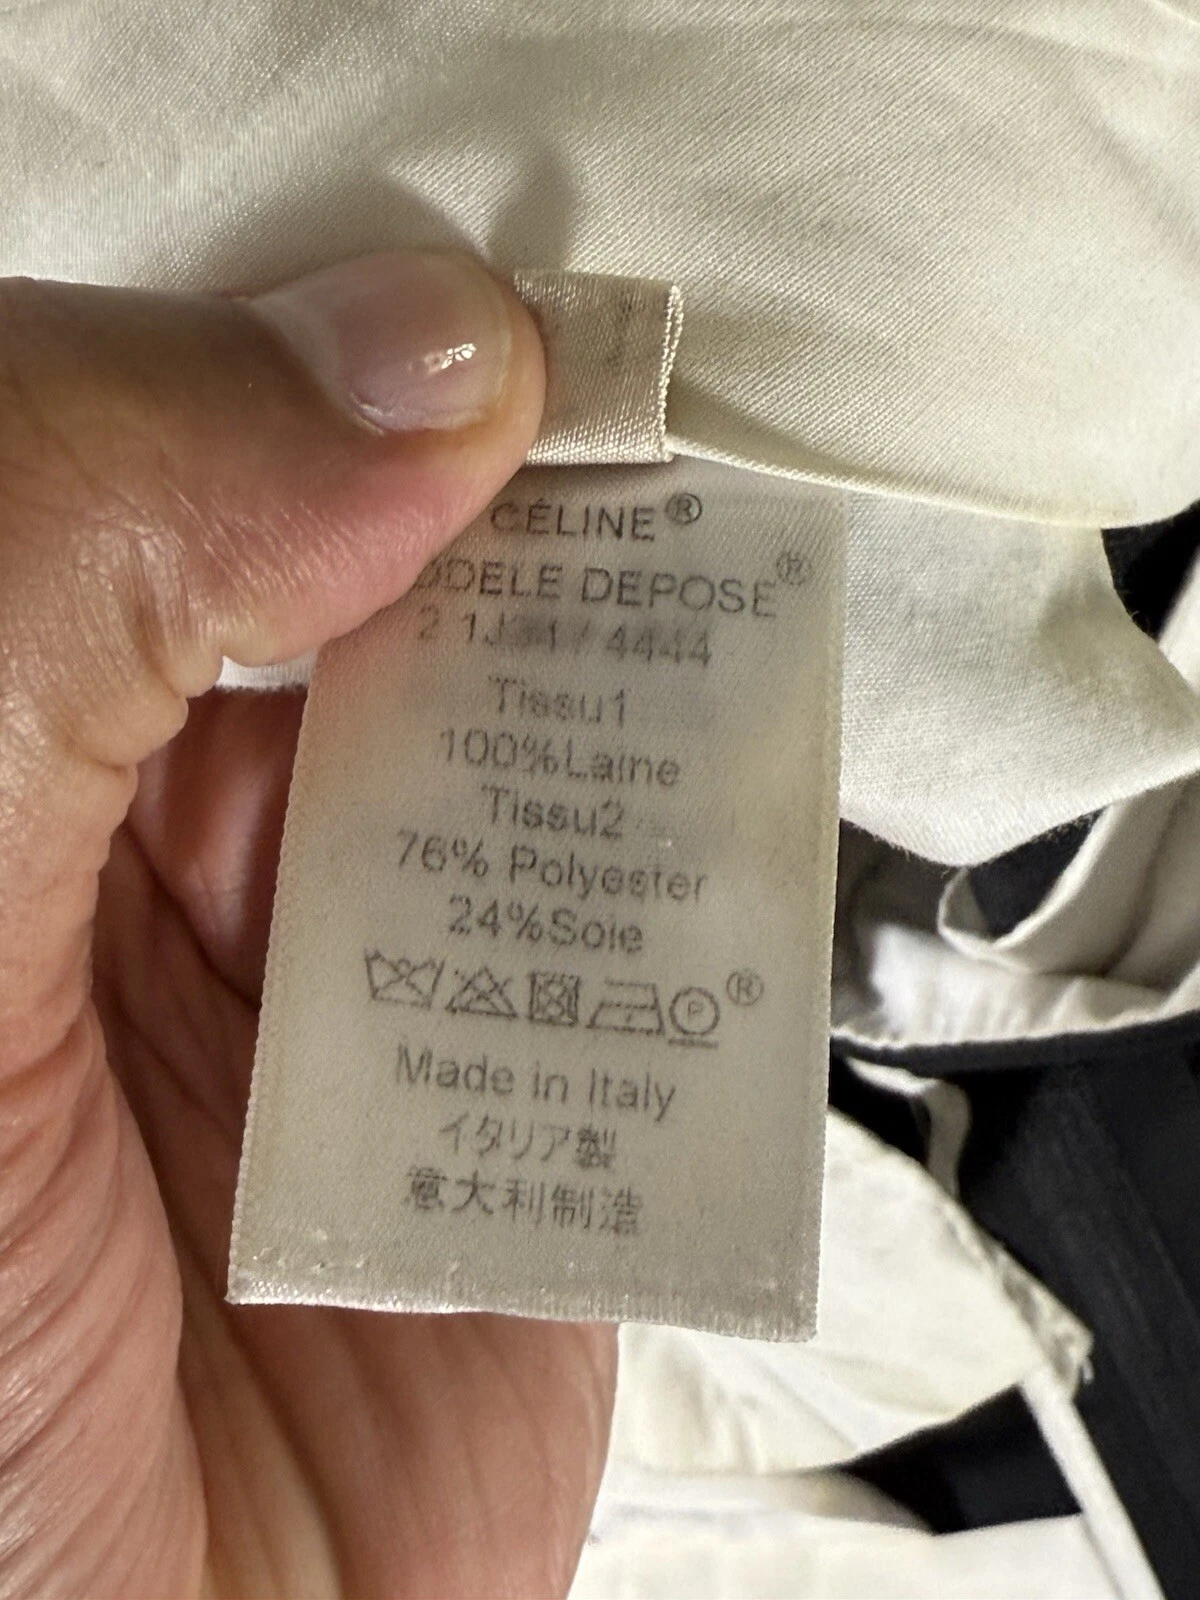 CÉLINE®
DEPOSE®
4444
Tissu1
100%Laine
Tissu2
76% Polyester
24%Soie
P ®
Made in Italy
イタリア製
意大利制造